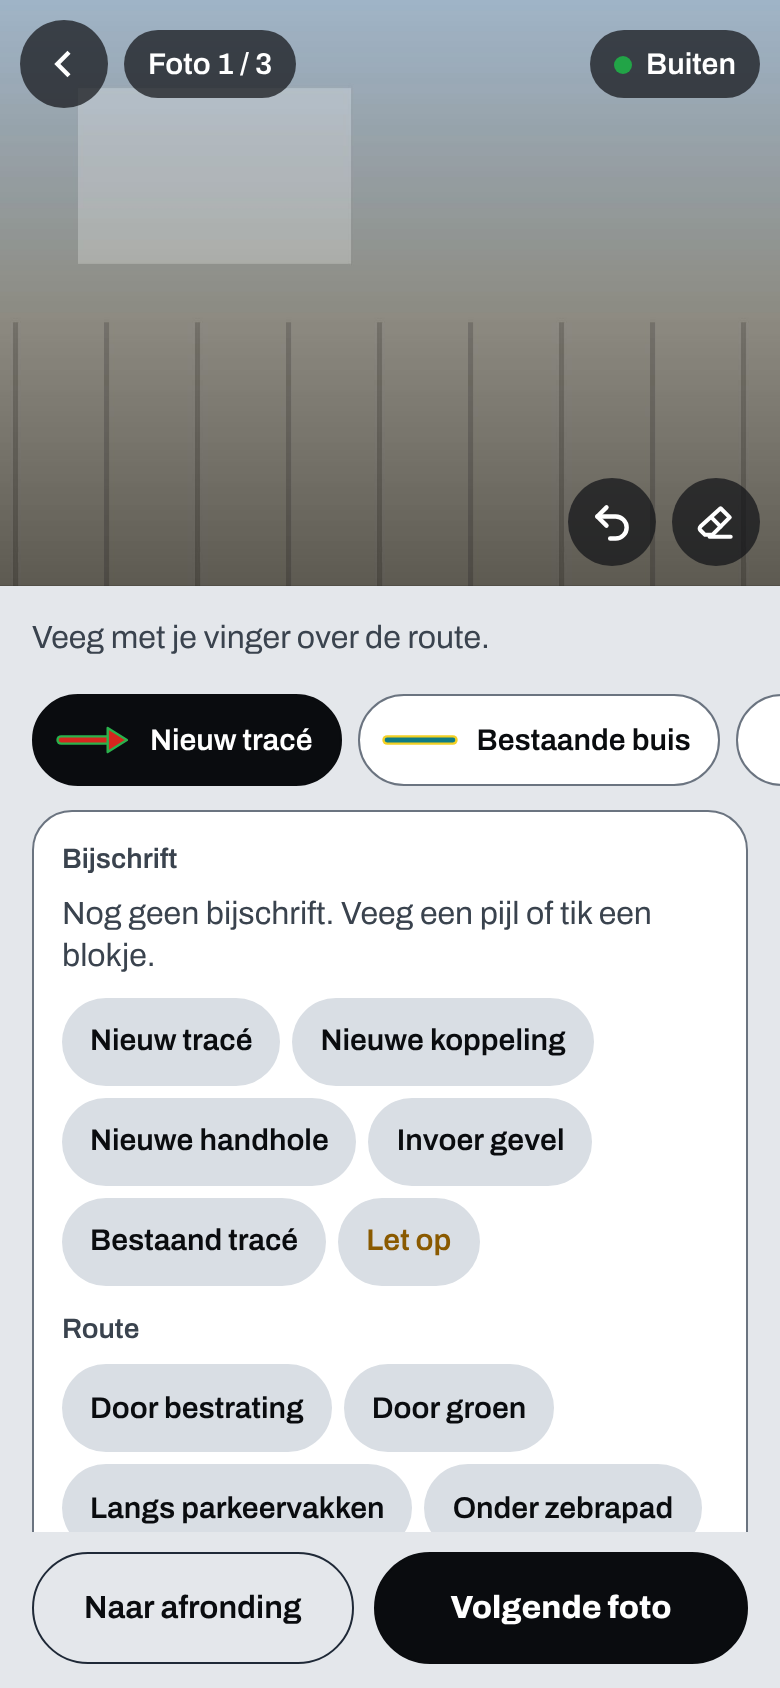 Foto 1 / 3
Buiten
Veeg met je vinger over de route.
Nieuw tracé
Bestaande buis
Bijschrift
Nog geen bijschrift. Veeg een pijl of tik een
blokje.
Nieuw tracé
Nieuwe koppeling
Nieuwe handhole
Invoer gevel
Bestaand tracé
Let op
Route
Door bestrating
Door groen
Langs parkeervakken
Onder zebrapad
Naar afronding
Volgende foto